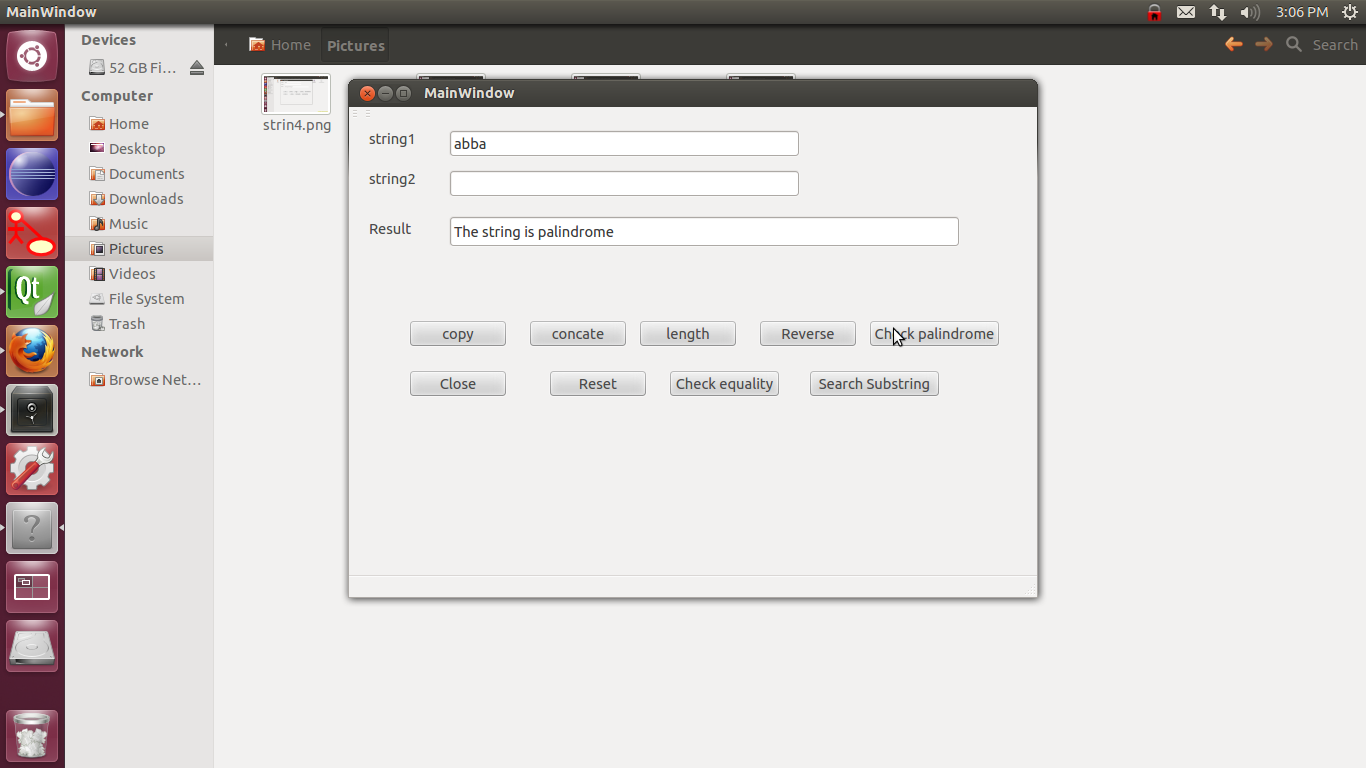 MainWindow
3:06 PM
Devices
52 GB Fi...
Computer
Home
Desktop
Documents
Downloads
Music
Pictures
Videos
File System
Trash
Network
Browse Net...
Home
Pictures
Search
strin4.png
MainWindow
string1
abba
string2
Result
The string is palindrome
copy
concate
length
Reverse
Check palindrome
Close
Reset
Check equality
Search Substring
Qt
?